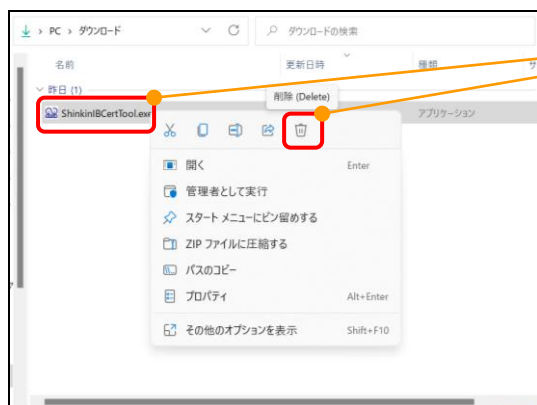 > PC > ダウンロード
ダウンロードの検索
名前 更新日時 種類
昨日 (1)
削除 (Delete)
ShinkinIBCertTool.exe アプリケーション
開く Enter
管理者として実行
スタート メニューにピン留めする
ZIP ファイルに圧縮する
パスのコピー
プロパティ Alt+Enter
その他のオプションを表示 Shift+F10